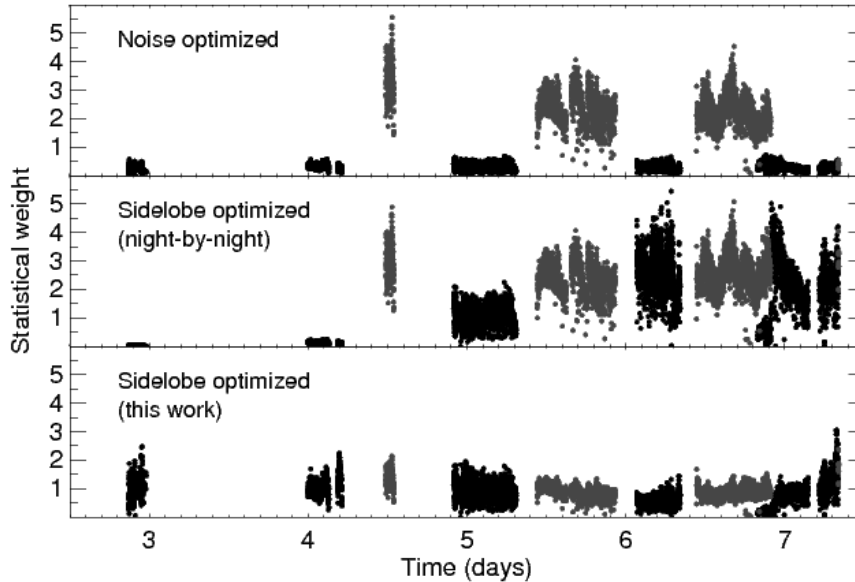 Noise optimized
5
4
3
2
1
Sidelobe optimized
(night-by-night)
5
4
3
2
1
Statistical weight
Sidelobe optimized
(this work)
5
4
3
2
1
3 4 5 6 7
Time (days)